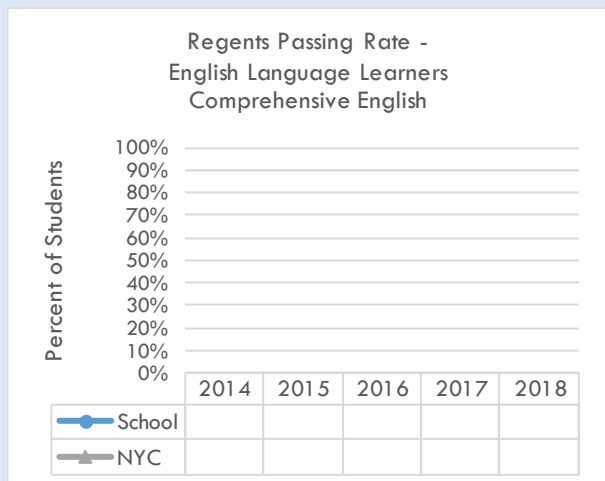 Regents Passing Rate -
English Language Learners
Comprehensive English
Percent of Students
100%
90%
80%
70%
60%
50%
40%
30%
20%
10%
0%
2014 2015 2016 2017 2018
School
NYC